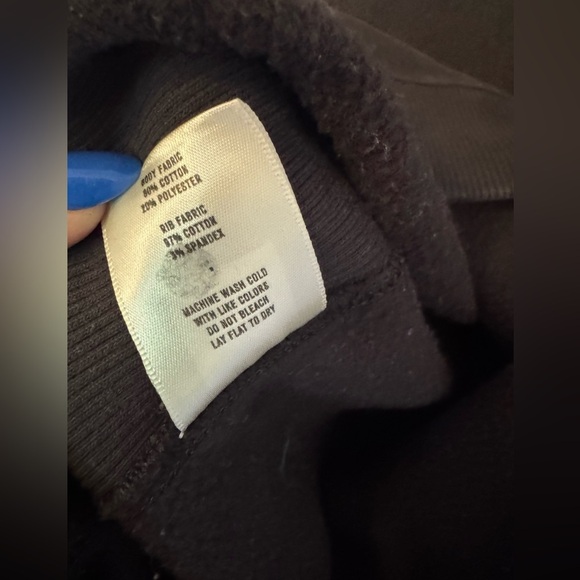 BODY FABRIC
80% COTTON
20% POLYESTER
RIB FABRIC
97% COTTON
3% SPANDEX
MACHINE WASH COLD
WITH LIKE COLORS
DO NOT BLEACH
LAY FLAT TO DRY